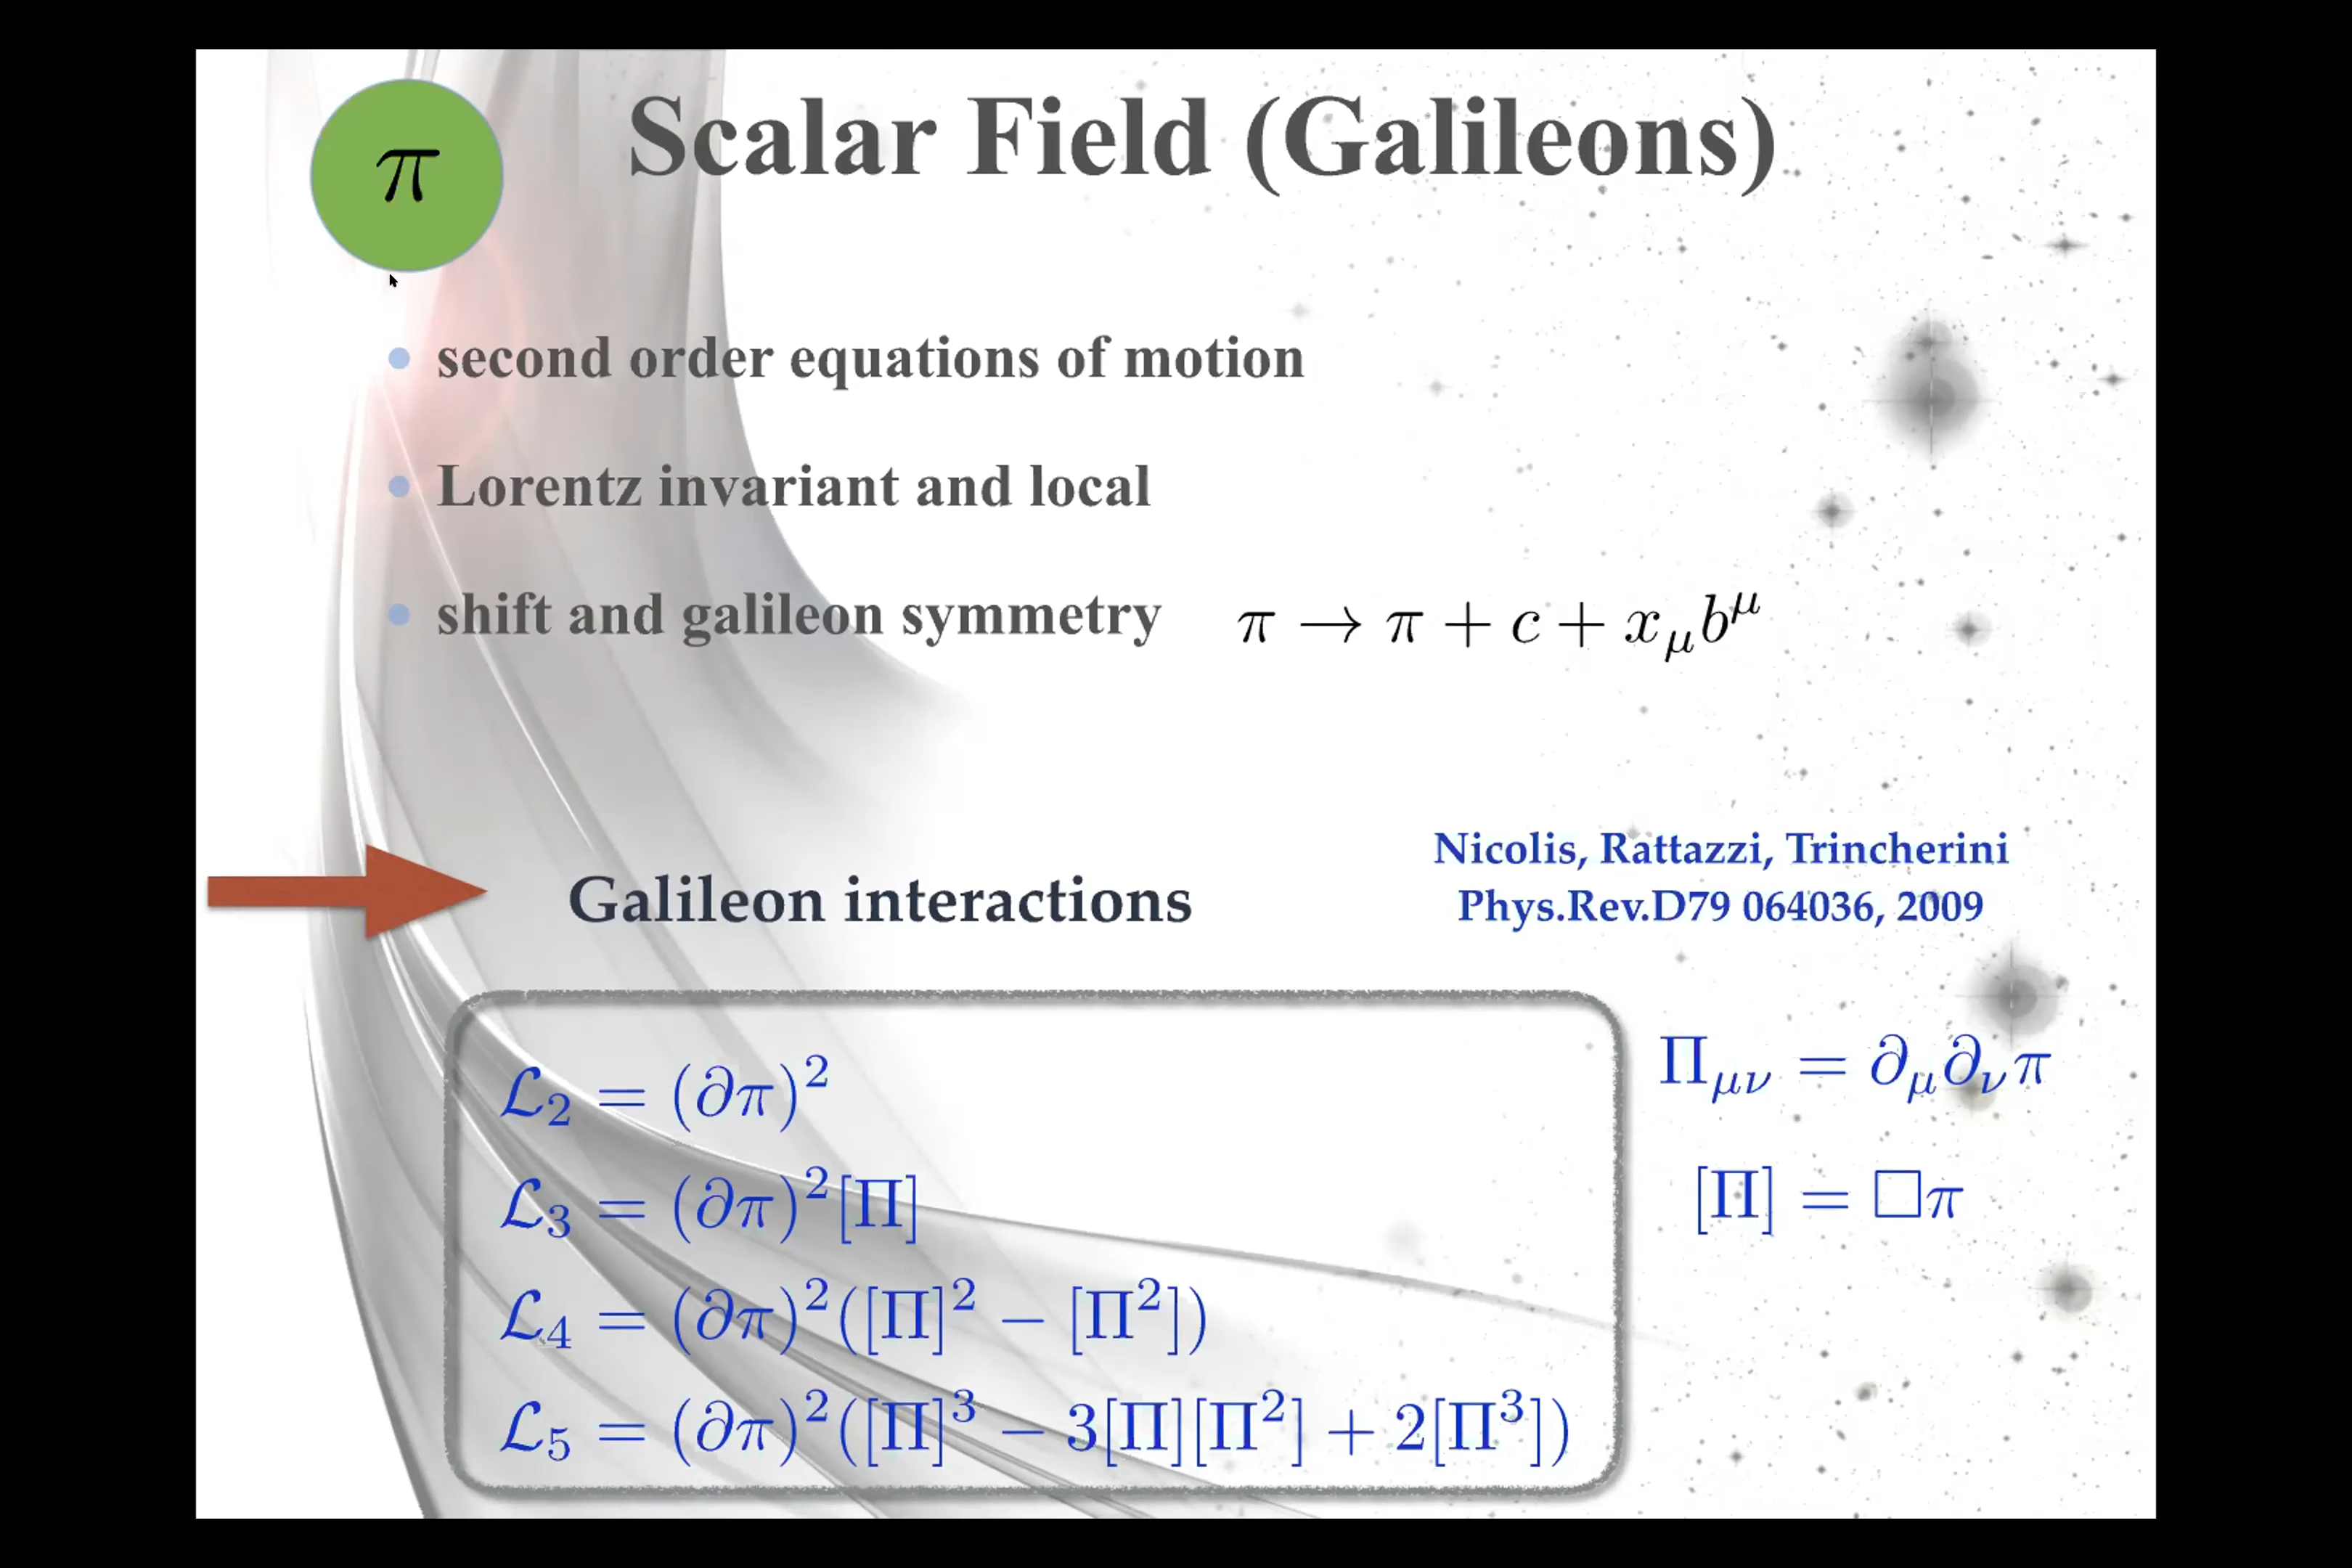 π
Scalar Field (Galileons)
• second order equations of motion
• Lorentz invariant and local
• shift and galileon symmetry π → π + c + x_μ b^μ
Nicolis, Rattazzi, Trincherini
Phys.Rev.D79 064036, 2009
Galileon interactions
ℒ₂ = (∂π)²
ℒ₃ = (∂π)²[Π]
ℒ₄ = (∂π)²([Π]² − [Π²])
ℒ₅ = (∂π)²([Π]³ − 3[Π][Π²] + 2[Π³])
Π_μν = ∂_μ∂_νπ
[Π] = □π